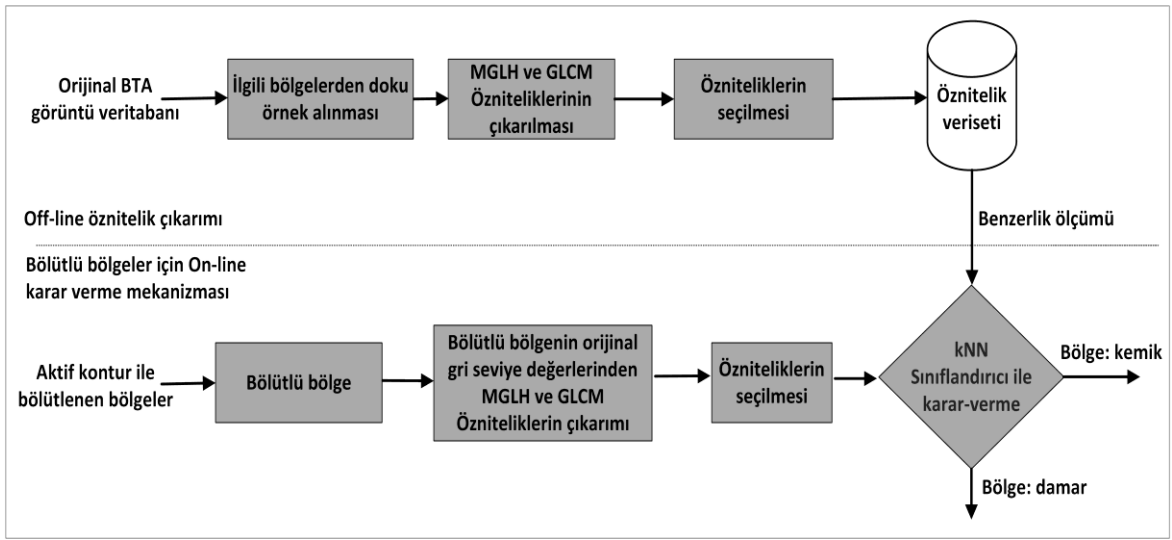 Orijinal BTA
görüntü veritabanı
İlgili bölgelerden doku
örnek alınması
MGLH ve GLCM
Özniteliklerinin
çıkarılması
Özniteliklerin
seçilmesi
Öznitelik
veriseti
Off-line öznitelik çıkarımı
Benzerlik ölçümü
Bölütlü bölgeler için On-line
karar verme mekanizması
Aktif kontur ile
bölütlenen bölgeler
Bölütlü bölge
Bölütlü bölgenin orijinal
gri seviye değerlerinden
MGLH ve GLCM
Özniteliklerin çıkarımı
Özniteliklerin
seçilmesi
kNN
Sınıflandırıcı ile
karar-verme
Bölge: kemik
Bölge: damar